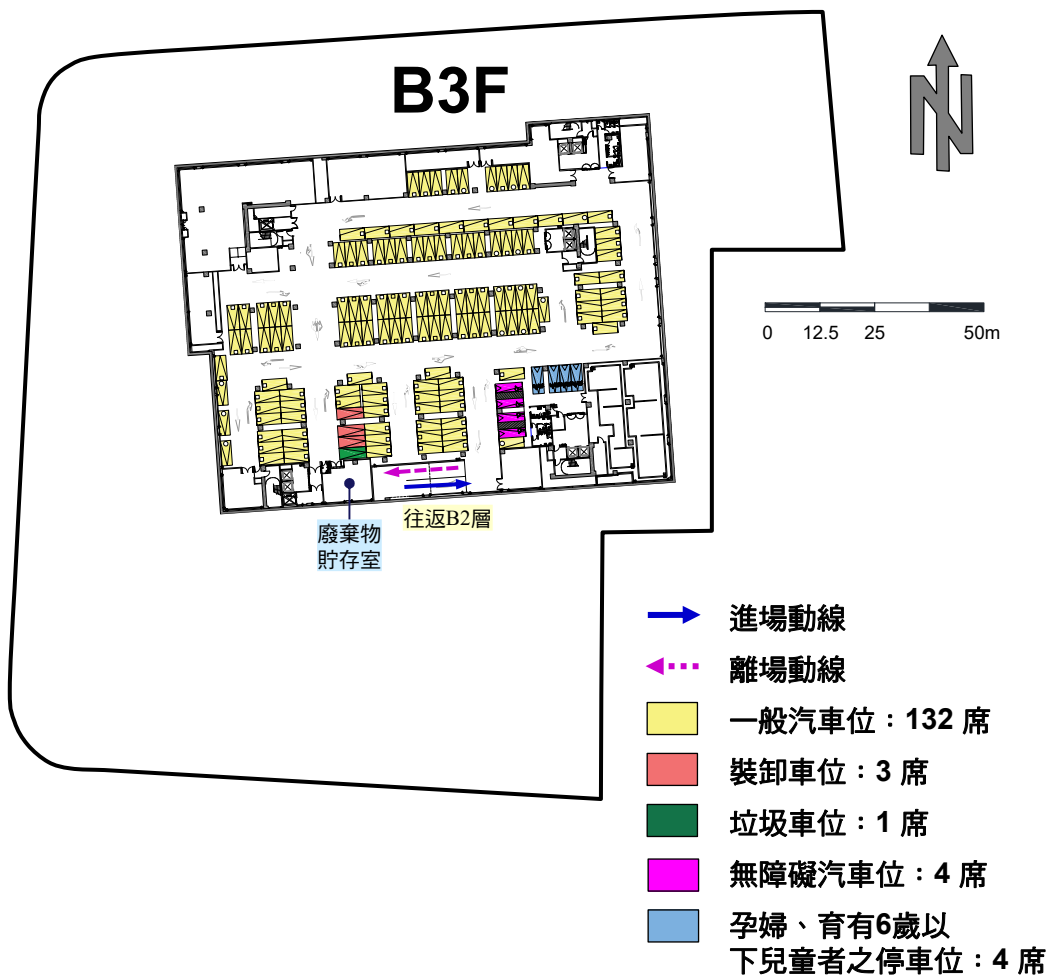 B3F
N
0 12.5 25 50m
往返B2層
廢棄物
貯存室
進場動線
離場動線
一般汽車位：132 席
裝卸車位：3 席
垃圾車位：1 席
無障礙汽車位：4 席
孕婦、育有6歲以
下兒童者之停車位：4 席